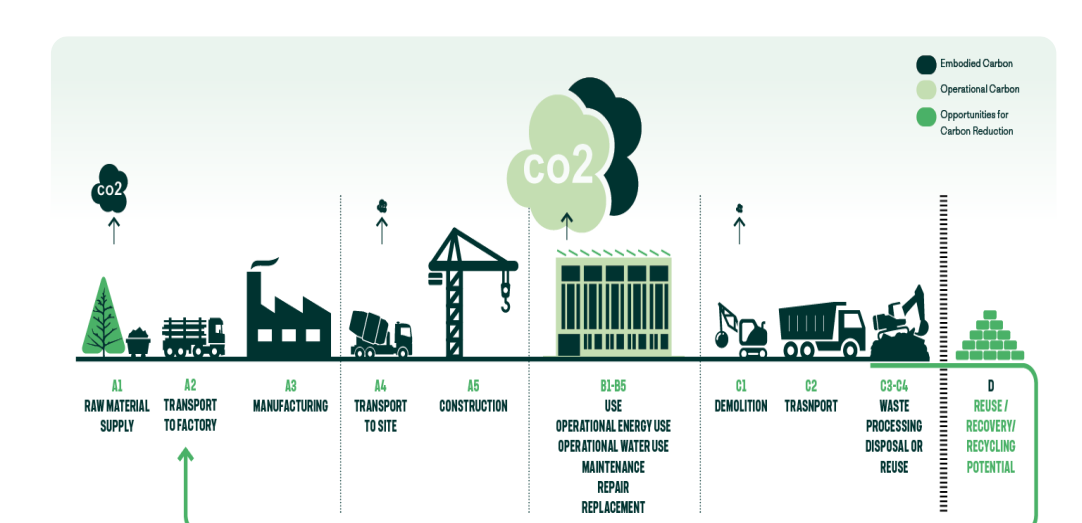 Embodied Carbon
Operational Carbon
Opportunities for
Carbon Reduction
co2
co2
A1
RAW MATERIAL
SUPPLY
A2
TRANSPORT
TO FACTORY
A3
MANUFACTURING
A4
TRANSPORT
TO SITE
A5
CONSTRUCTION
B1-B5
USE
OPERATIONAL ENERGY USE
OPERATIONAL WATER USE
MAINTENANCE
REPAIR
REPLACEMENT
C1
DEMOLITION
C2
TRASNPORT
C3-C4
WASTE
PROCESSING
DISPOSAL OR
REUSE
D
REUSE /
RECOVERY/
RECYCLING
POTENTIAL